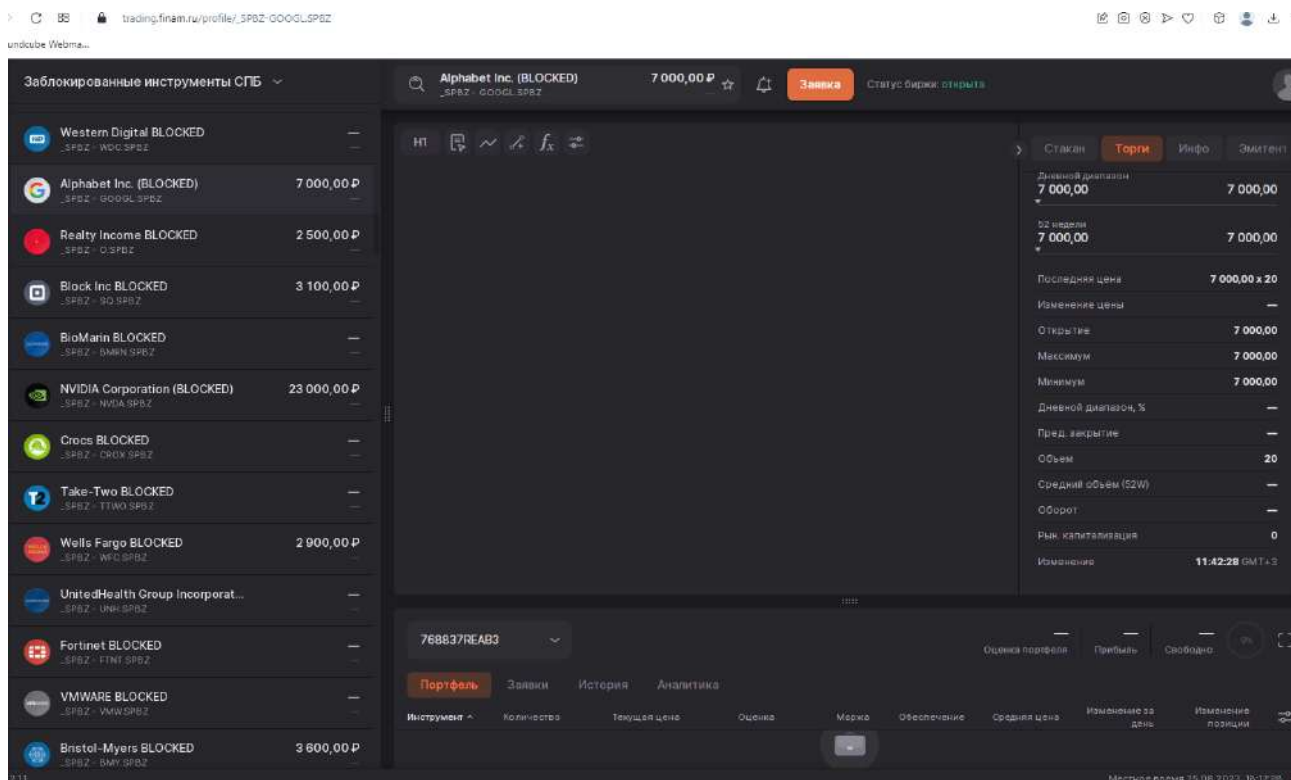 trading.finam.ru/profile/_SPBZ-GOOGL.SPBZ
undcube Webma...
Заблокированные инструменты СПБ
Alphabet Inc. (BLOCKED)
7 000,00 ₽
_SPBZ - GOOGL.SPBZ
Заявка
Статус биржи: открыта
Western Digital BLOCKED
—
_SPBZ - WDC.SPBZ
Alphabet Inc. (BLOCKED)
7 000,00 ₽
_SPBZ - GOOGL.SPBZ
Realty Income BLOCKED
2 500,00 ₽
_SPBZ - O.SPBZ
Block Inc BLOCKED
3 100,00 ₽
_SPBZ - SQ.SPBZ
BioMarin BLOCKED
—
_SPBZ - BMRN.SPBZ
NVIDIA Corporation (BLOCKED)
23 000,00 ₽
_SPBZ - NVDA.SPBZ
Crocs BLOCKED
—
_SPBZ - CROX.SPBZ
Take-Two BLOCKED
—
_SPBZ - TTWO.SPBZ
Wells Fargo BLOCKED
2 900,00 ₽
_SPBZ - WFC.SPBZ
UnitedHealth Group Incorporat...
—
_SPBZ - UNH.SPBZ
Fortinet BLOCKED
—
_SPBZ - FTNT.SPBZ
VMWARE BLOCKED
—
_SPBZ - VMW.SPBZ
Bristol-Myers BLOCKED
3 600,00 ₽
_SPBZ - BMY.SPBZ
H1
Стакан Торги Инфо Эмитент
Дневной диапазон
7 000,00 7 000,00
52 недели
7 000,00 7 000,00
Последняя цена 7 000,00 x 20
Изменение цены —
Открытие 7 000,00
Максимум 7 000,00
Минимум 7 000,00
Дневной диапазон, % —
Пред. закрытие —
Объем 20
Средний объем (52W) —
Оборот —
Рын. капитализация 0
Изменение 11:42:28 GMT+3
768837REAB3
Оценка портфеля Прибыль Свободно 0%
Портфель Заявки История Аналитика
Инструмент Количество Текущая цена Оценка Маржа Обеспечение Средняя цена Изменение за день Изменение позиции
Местное время